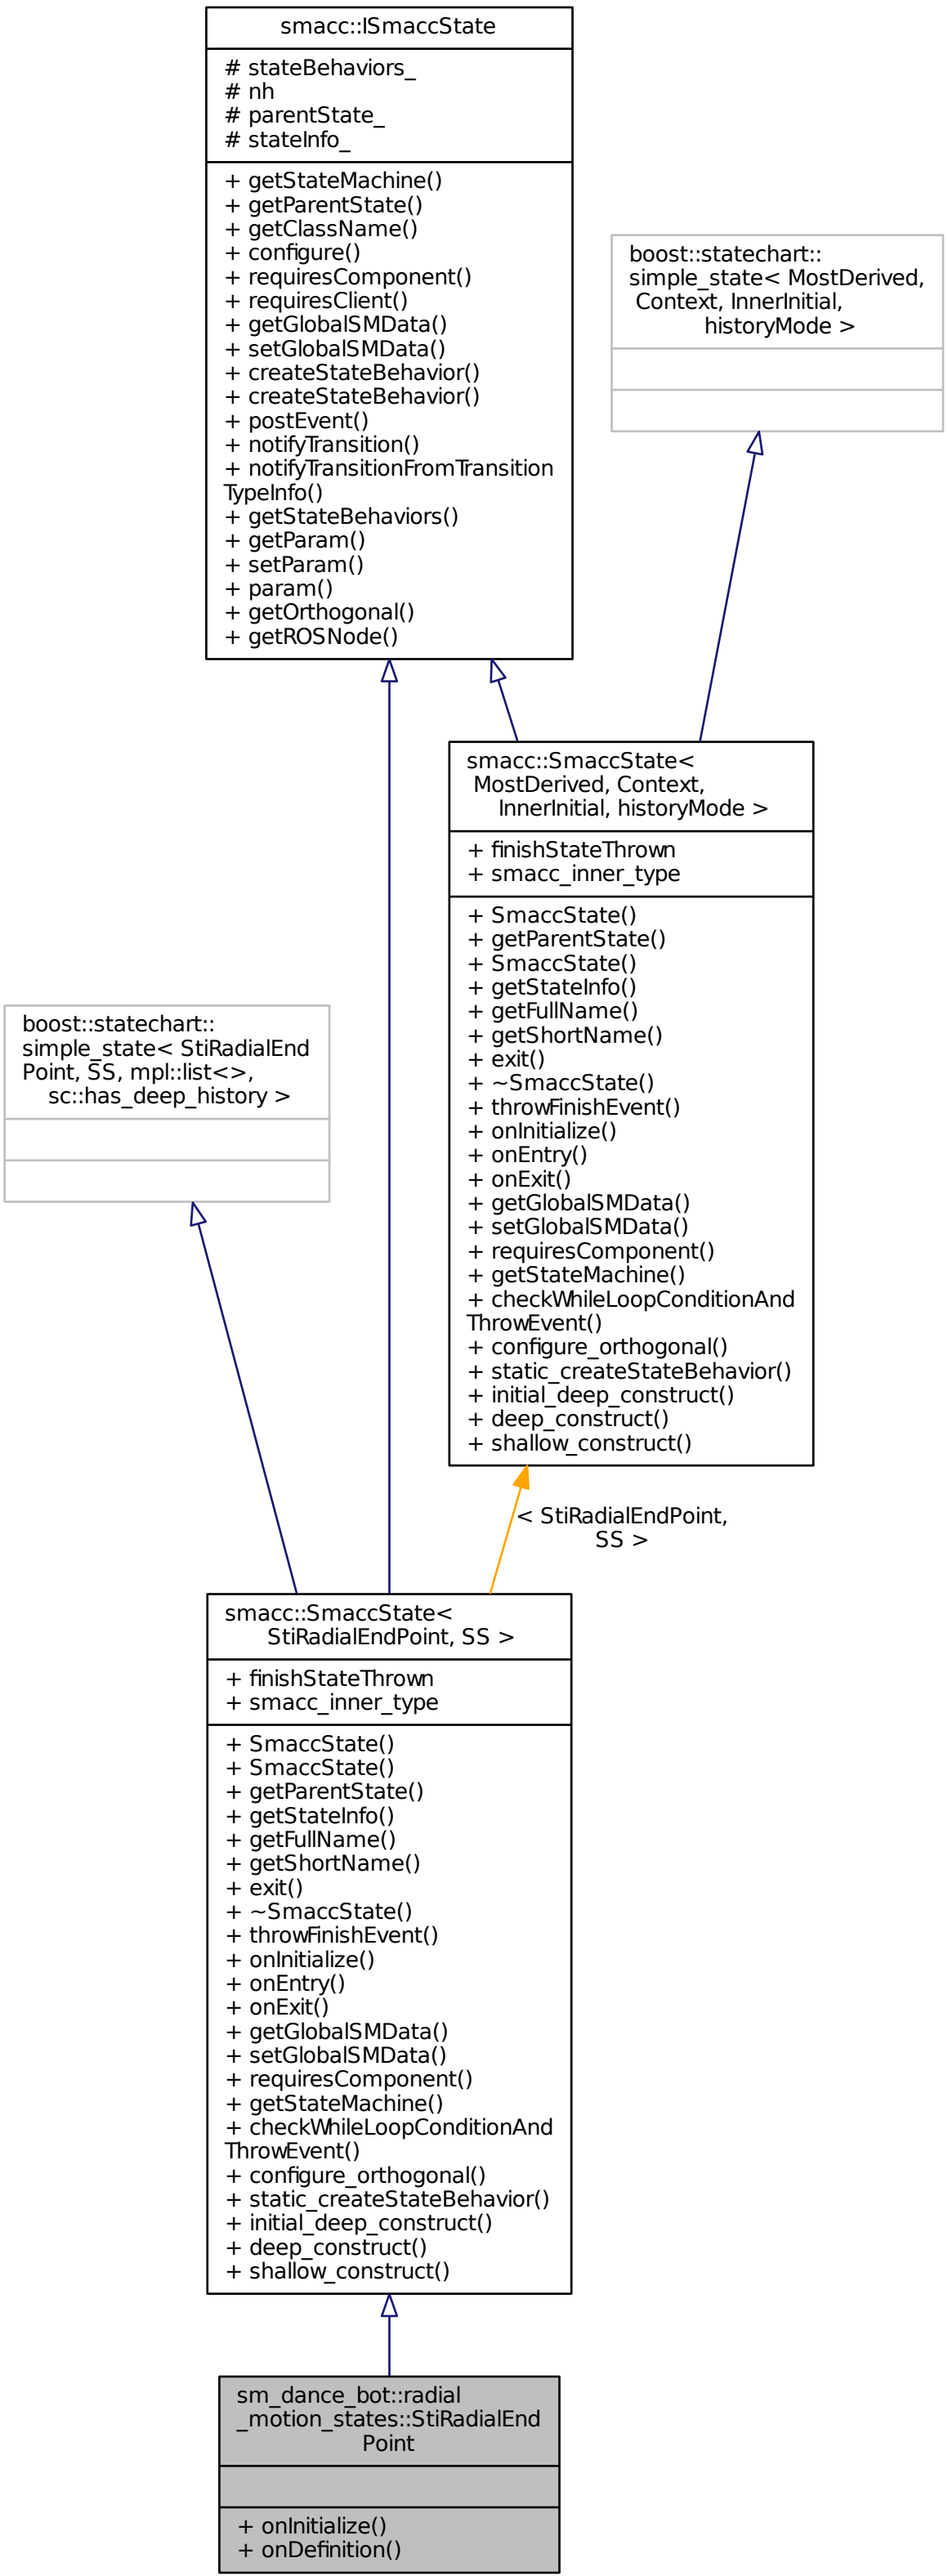 smacc::ISmaccState
# stateBehaviors_
# nh
# parentState_
# stateInfo_
+ getStateMachine()
+ getParentState()
+ getClassName()
+ configure()
+ requiresComponent()
+ requiresClient()
+ getGlobalSMData()
+ setGlobalSMData()
+ createStateBehavior()
+ createStateBehavior()
+ postEvent()
+ notifyTransition()
+ notifyTransitionFromTransition
TypeInfo()
+ getStateBehaviors()
+ getParam()
+ setParam()
+ param()
+ getOrthogonal()
+ getROSNode()
boost::statechart::
simple_state< MostDerived,
Context, InnerInitial,
historyMode >
smacc::SmaccState<
MostDerived, Context,
InnerInitial, historyMode >
+ finishStateThrown
+ smacc_inner_type
+ SmaccState()
+ getParentState()
+ SmaccState()
+ getStateInfo()
+ getFullName()
+ getShortName()
+ exit()
+ ~SmaccState()
+ throwFinishEvent()
+ onInitialize()
+ onEntry()
+ onExit()
+ getGlobalSMData()
+ setGlobalSMData()
+ requiresComponent()
+ getStateMachine()
+ checkWhileLoopConditionAnd
ThrowEvent()
+ configure_orthogonal()
+ static_createStateBehavior()
+ initial_deep_construct()
+ deep_construct()
+ shallow_construct()
boost::statechart::
simple_state< StiRadialEnd
Point, SS, mpl::list<>,
sc::has_deep_history >
< StiRadialEndPoint,
SS >
smacc::SmaccState<
StiRadialEndPoint, SS >
+ finishStateThrown
+ smacc_inner_type
+ SmaccState()
+ SmaccState()
+ getParentState()
+ getStateInfo()
+ getFullName()
+ getShortName()
+ exit()
+ ~SmaccState()
+ throwFinishEvent()
+ onInitialize()
+ onEntry()
+ onExit()
+ getGlobalSMData()
+ setGlobalSMData()
+ requiresComponent()
+ getStateMachine()
+ checkWhileLoopConditionAnd
ThrowEvent()
+ configure_orthogonal()
+ static_createStateBehavior()
+ initial_deep_construct()
+ deep_construct()
+ shallow_construct()
sm_dance_bot::radial
_motion_states::StiRadialEnd
Point
+ onInitialize()
+ onDefinition()